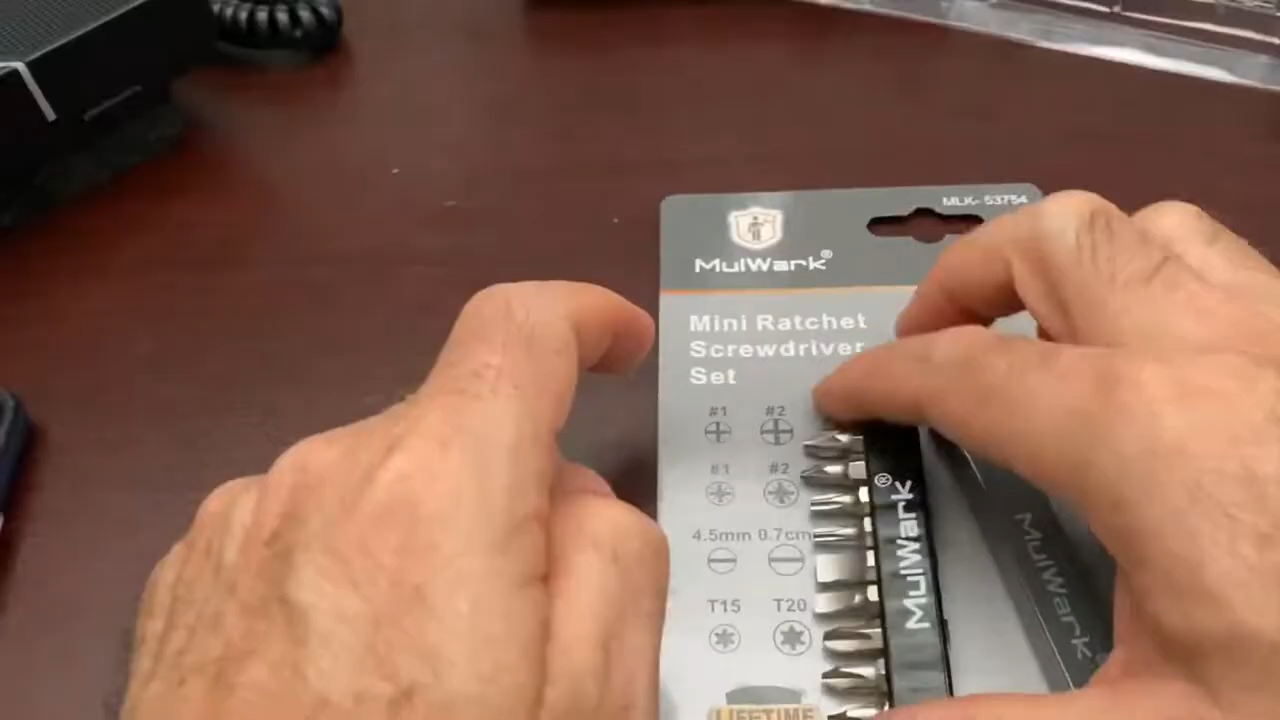 MLK- 53754
MulWark®
Mini Ratchet
Screwdriver
Set
#1 #2
#1 #2
4.5mm 0.7cm
T15 T20
LIFETIME
MulWark®
MulWark